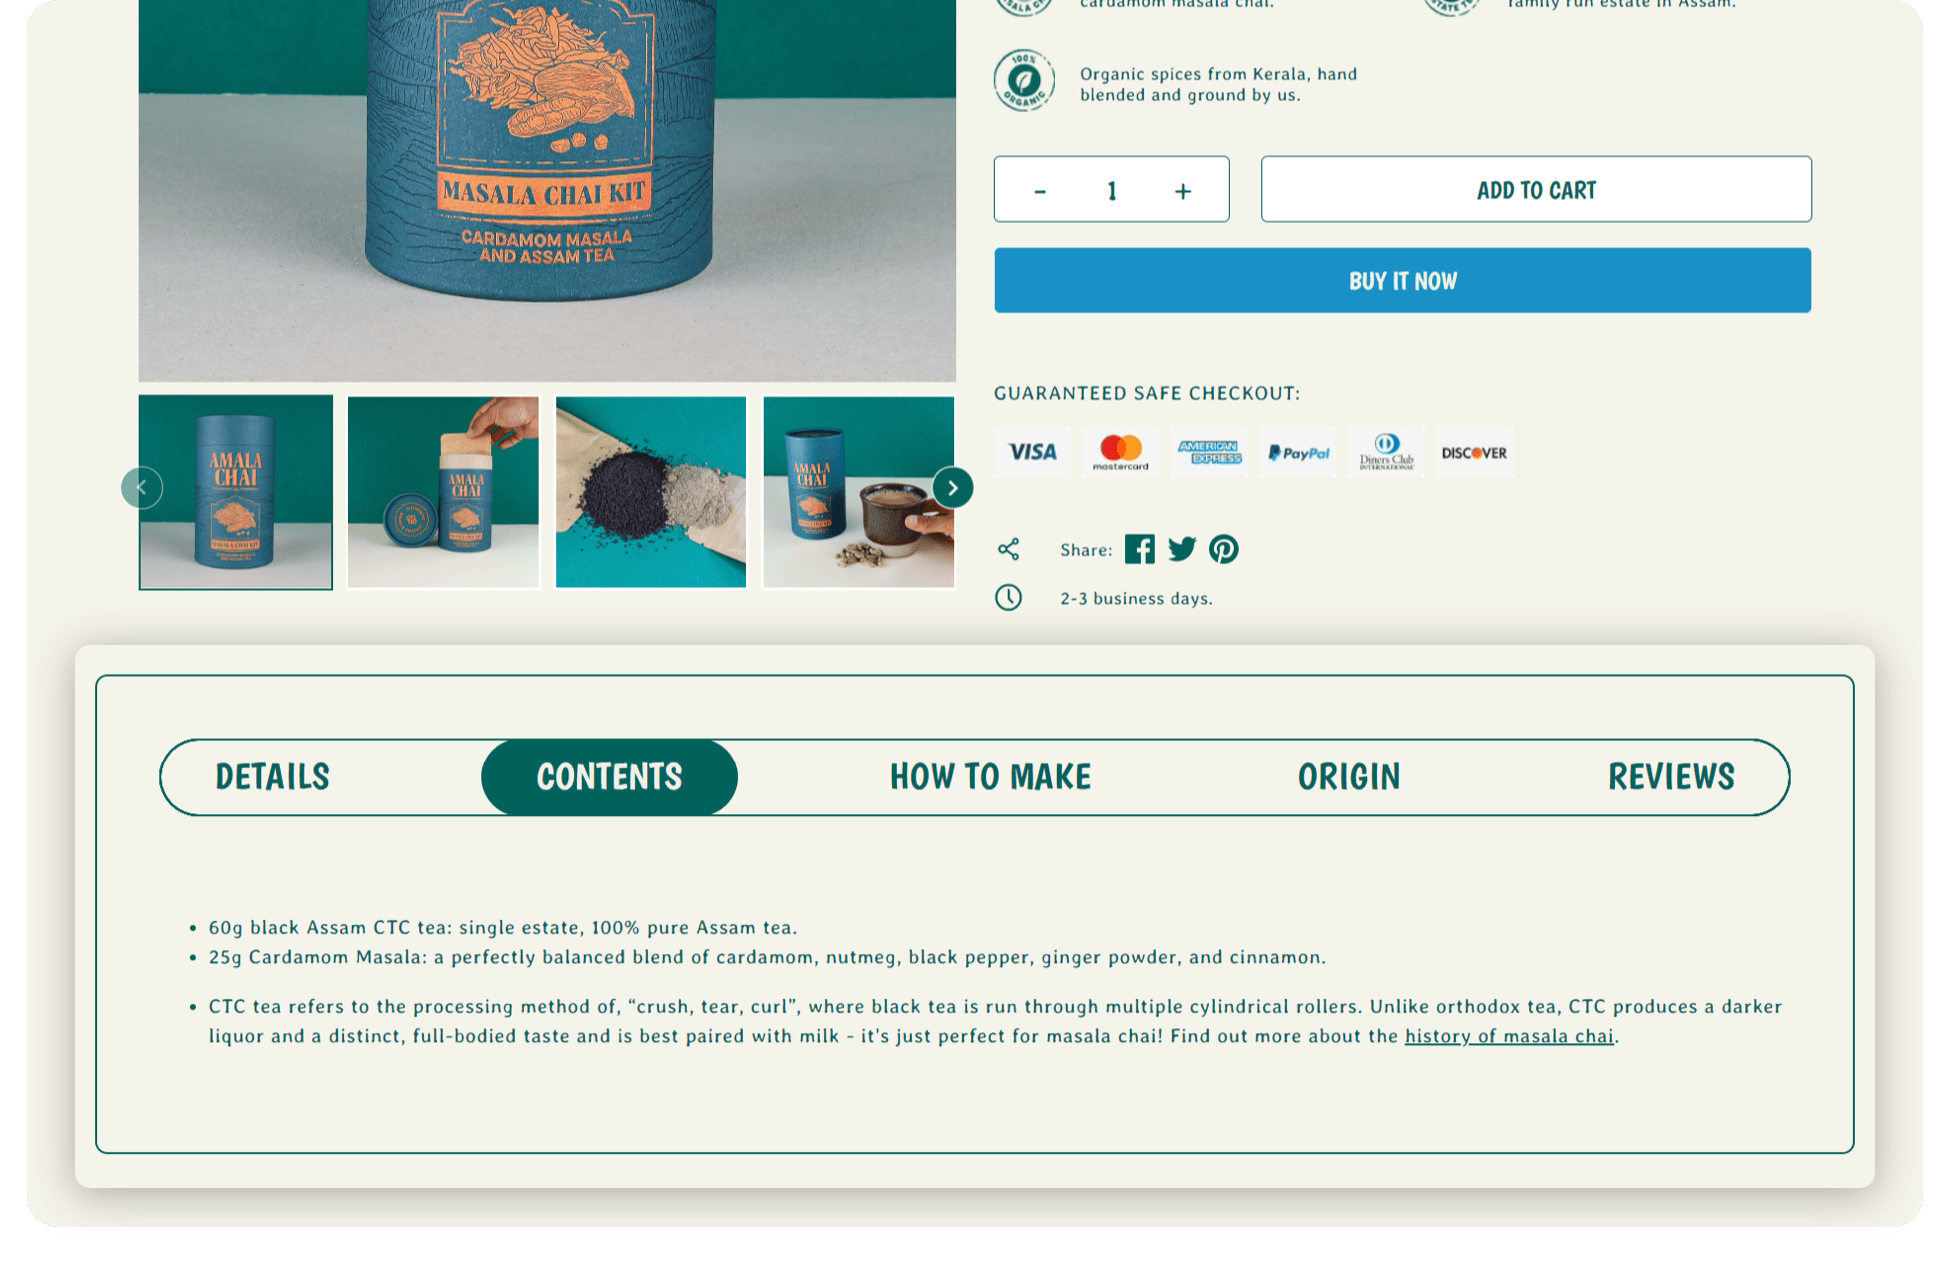 cardamom masala chai.
family run estate in Assam.
100%
ORGANIC
Organic spices from Kerala, hand
blended and ground by us.
MASALA CHAI KIT
CARDAMOM MASALA
AND ASSAM TEA
- 1 +
ADD TO CART
BUY IT NOW
GUARANTEED SAFE CHECKOUT:
VISA
mastercard
AMERICAN
EXPRESS
PayPal
Diners Club
INTERNATIONAL
DISCOVER
AMALA
CHAI
MASALA CHAI KIT
AMALA
CHAI
AMALA
CHAI
Share:
2-3 business days.
DETAILS
CONTENTS
HOW TO MAKE
ORIGIN
REVIEWS
• 60g black Assam CTC tea: single estate, 100% pure Assam tea.
• 25g Cardamom Masala: a perfectly balanced blend of cardamom, nutmeg, black pepper, ginger powder, and cinnamon.
• CTC tea refers to the processing method of, “crush, tear, curl”, where black tea is run through multiple cylindrical rollers. Unlike orthodox tea, CTC produces a darker
liquor and a distinct, full-bodied taste and is best paired with milk - it's just perfect for masala chai! Find out more about the history of masala chai.